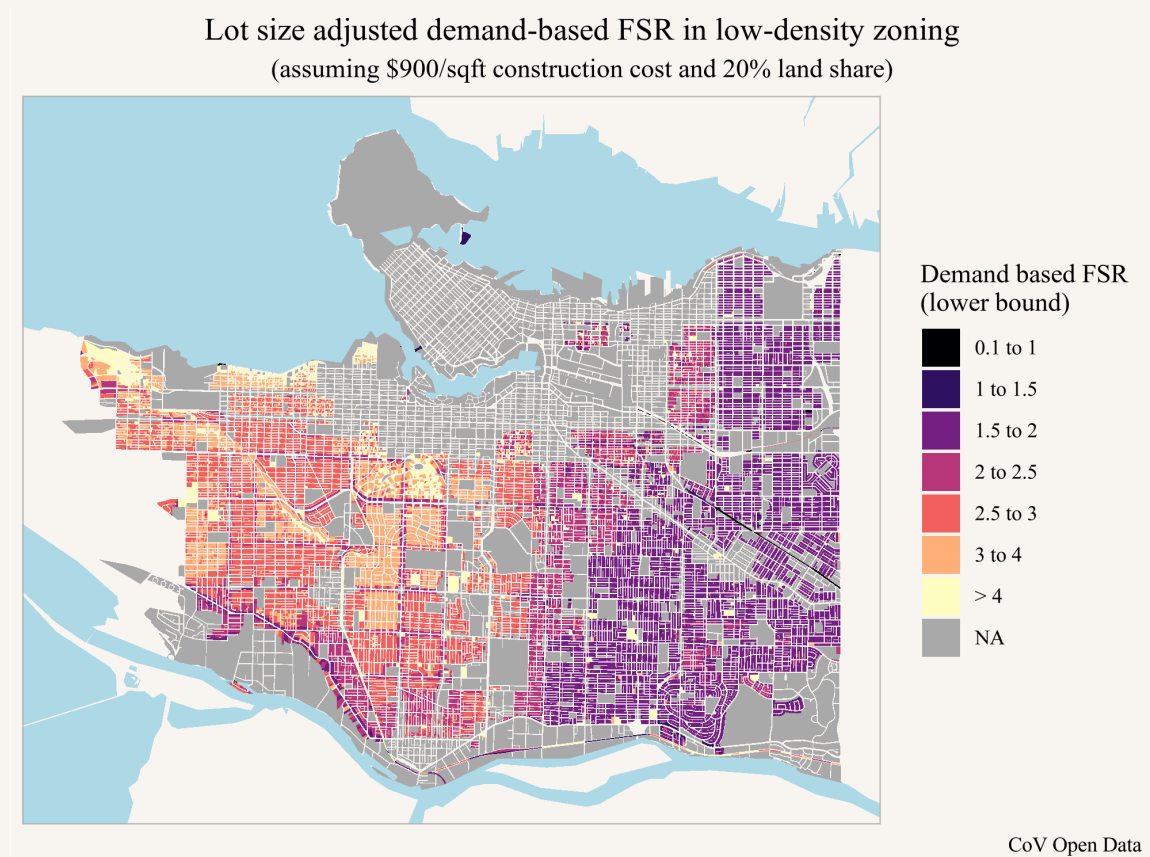 Lot size adjusted demand-based FSR in low-density zoning
(assuming $900/sqft construction cost and 20% land share)
Demand based FSR
(lower bound)
0.1 to 1
1 to 1.5
1.5 to 2
2 to 2.5
2.5 to 3
3 to 4
> 4
NA
CoV Open Data